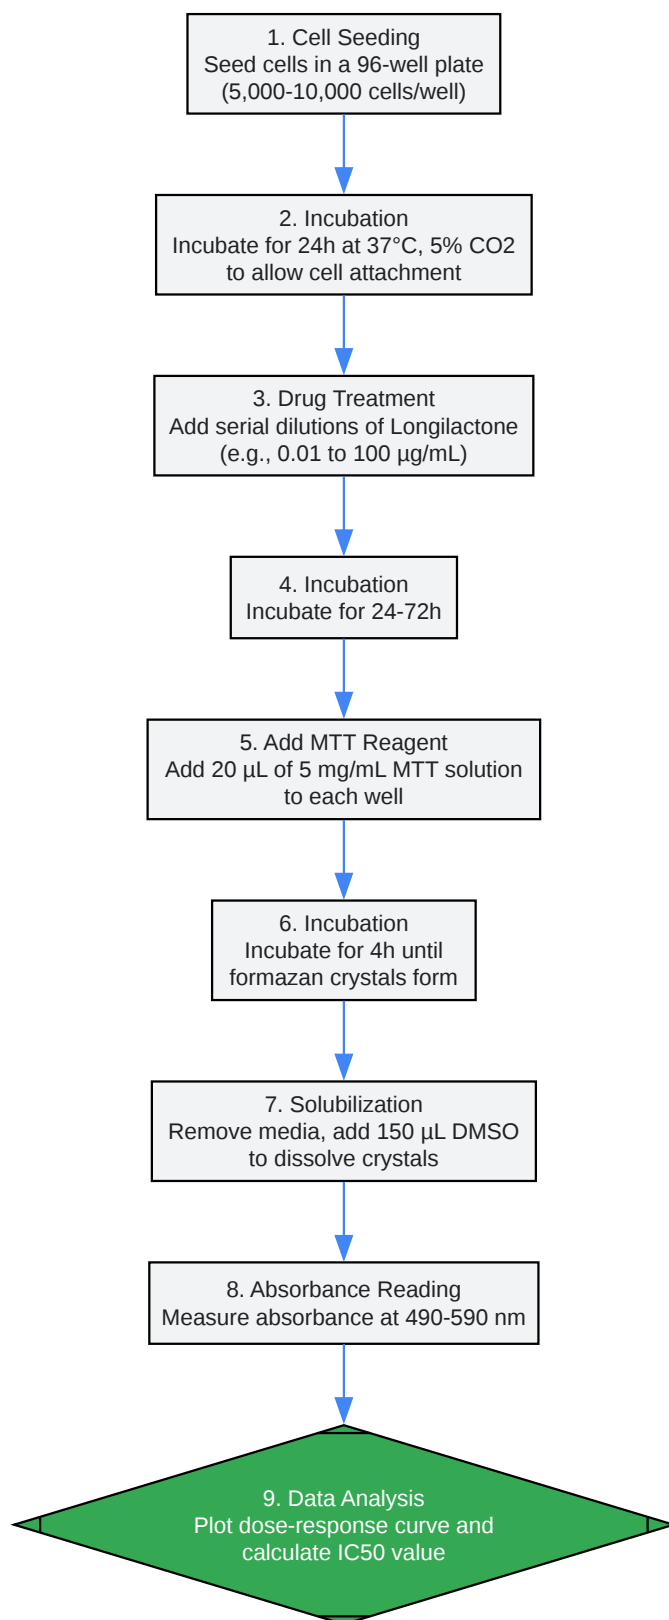 1. Cell Seeding
Seed cells in a 96-well plate
(5,000-10,000 cells/well)
2. Incubation
Incubate for 24h at 37°C, 5% CO2
to allow cell attachment
3. Drug Treatment
Add serial dilutions of Longilactone
(e.g., 0.01 to 100 µg/mL)
4. Incubation
Incubate for 24-72h
5. Add MTT Reagent
Add 20 µL of 5 mg/mL MTT solution
to each well
6. Incubation
Incubate for 4h until
formazan crystals form
7. Solubilization
Remove media, add 150 µL DMSO
to dissolve crystals
8. Absorbance Reading
Measure absorbance at 490-590 nm
9. Data Analysis
Plot dose-response curve and
calculate IC50 value